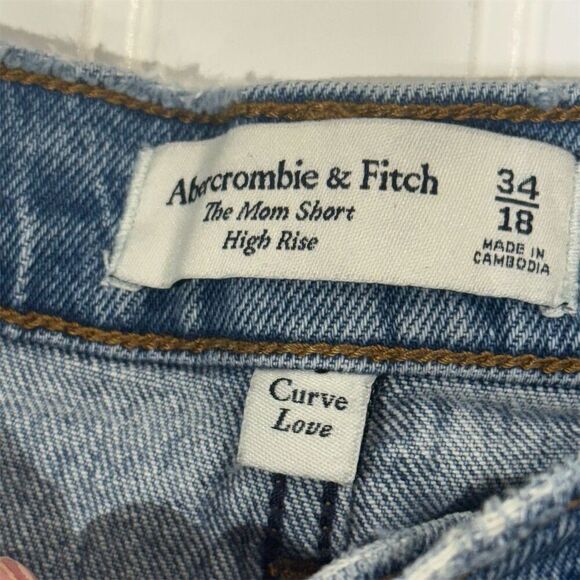 Abercrombie & Fitch
The Mom Short
High Rise
34
18
MADE IN
CAMBODIA
Curve
Love